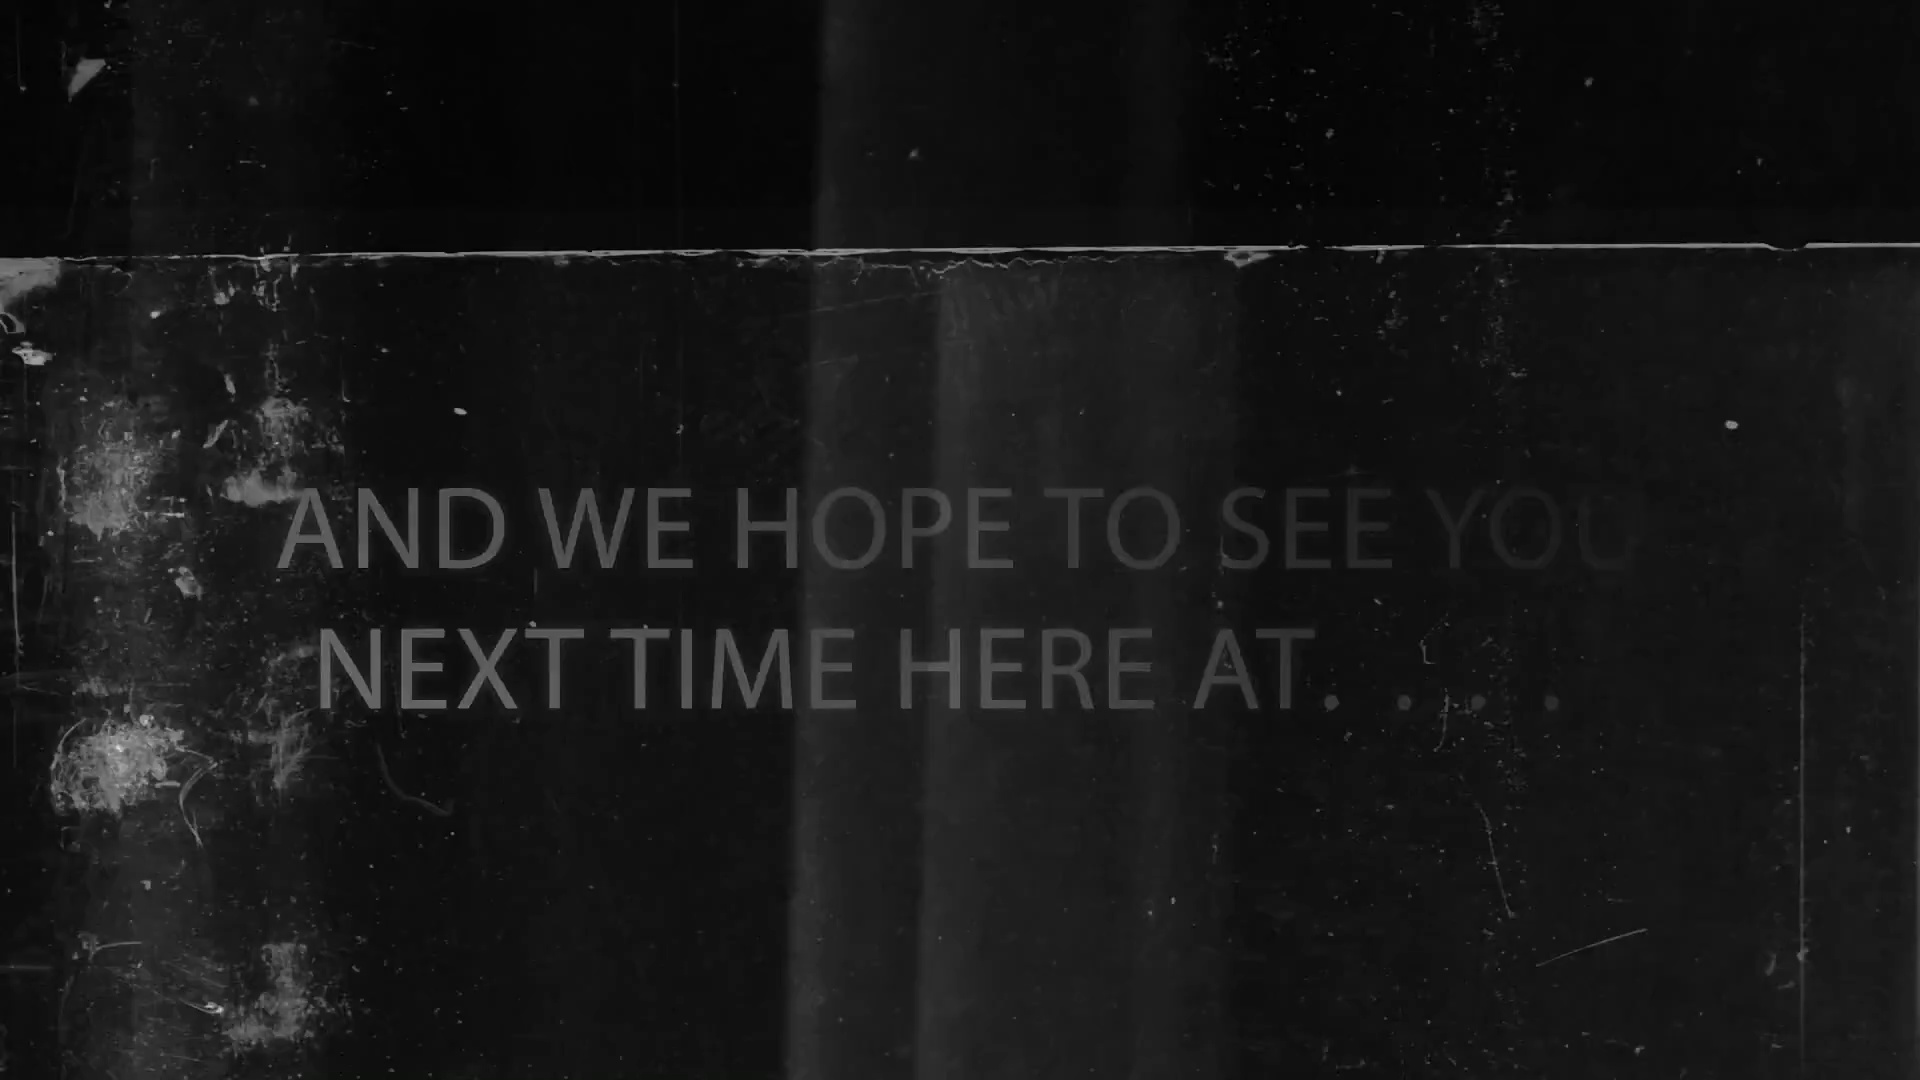 AND WE HOPE TO SEE YOU
NEXT TIME HERE AT. . . .